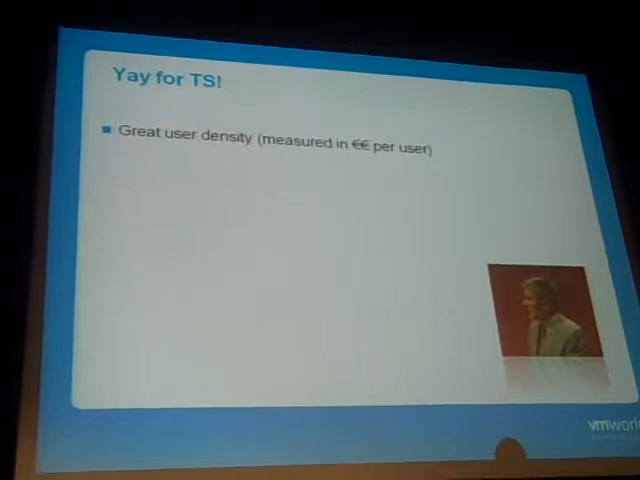 Yay for TS!
Great user density (measured in €€ per user)
vmworld